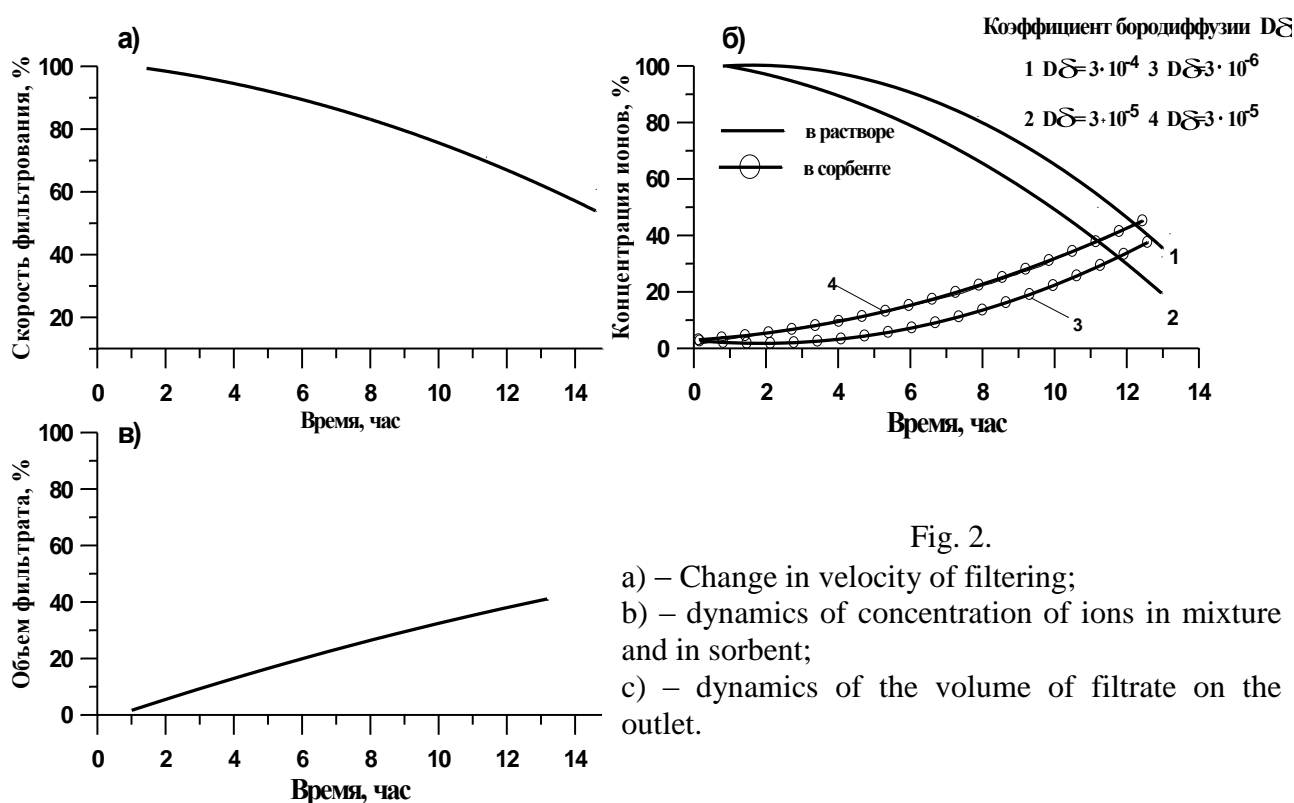 а)
Скорость фильтрования, %
100
80
60
40
20
0 2 4 6 8 10 12 14
Время, час
б)
Коэффициент бородиффузии Dδ
1 Dδ=3·10⁻⁴ 3 Dδ=3·10⁻⁶
2 Dδ=3·10⁻⁵ 4 Dδ=3·10⁻⁵
Концентрация ионов, %
100
80
60
40
20
0
в растворе
в сорбенте
4
3
1
2
0 2 4 6 8 10 12 14
Время, час
в)
Объем фильтрата, %
100
80
60
40
20
0
0 2 4 6 8 10 12 14
Время, час
Fig. 2.
a) – Change in velocity of filtering;
b) – dynamics of concentration of ions in mixture
and in sorbent;
c) – dynamics of the volume of filtrate on the
outlet.